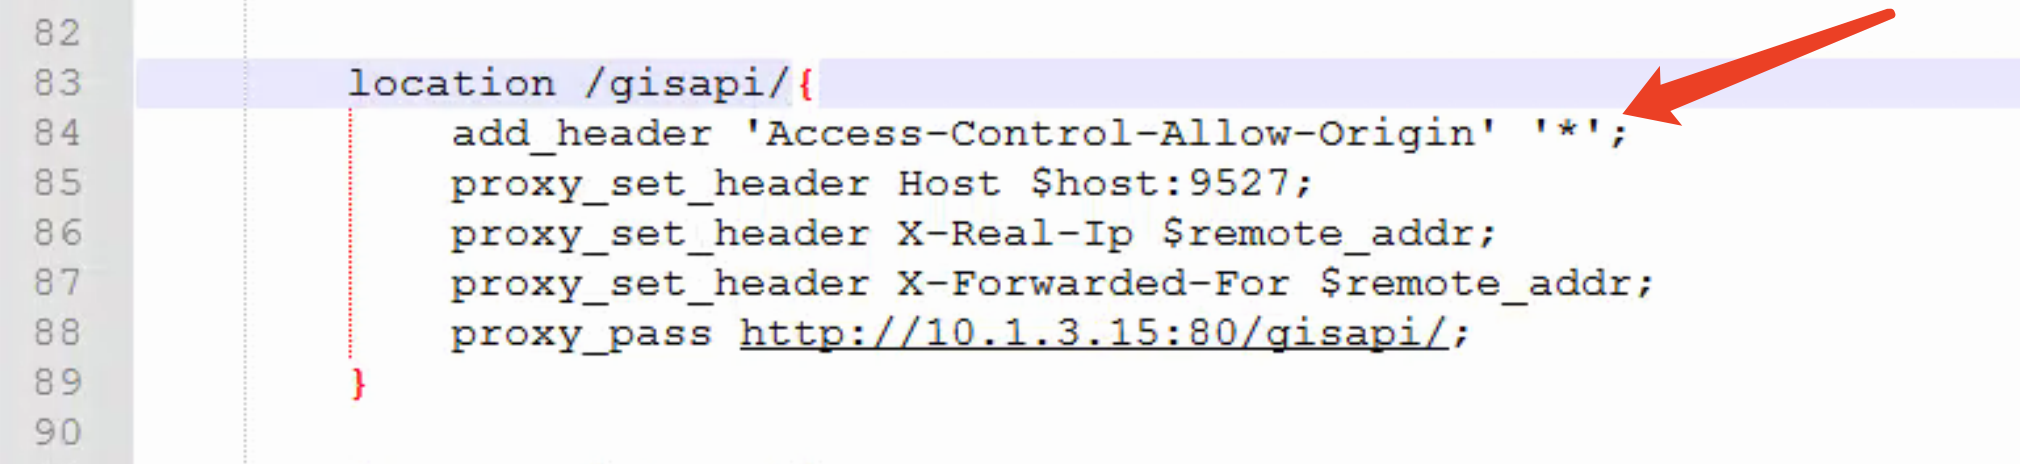 82
83 location /gisapi/{
84 add_header 'Access-Control-Allow-Origin' '*';
85 proxy_set_header Host $host:9527;
86 proxy_set_header X-Real-Ip $remote_addr;
87 proxy_set_header X-Forwarded-For $remote_addr;
88 proxy_pass http://10.1.3.15:80/gisapi/;
89 }
90